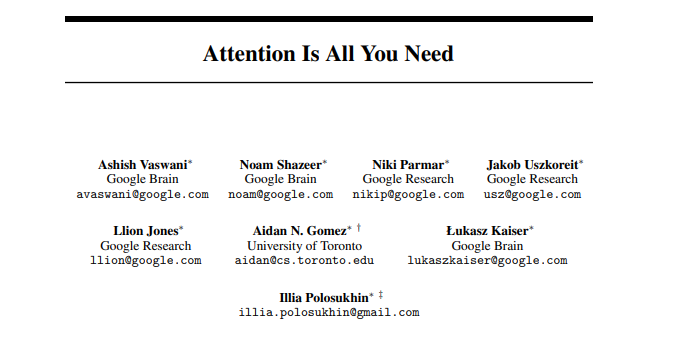 Attention Is All You Need
Ashish Vaswani* Noam Shazeer* Niki Parmar* Jakob Uszkoreit*
Google Brain Google Brain Google Research Google Research
avaswani@google.com noam@google.com nikip@google.com usz@google.com
Llion Jones* Aidan N. Gomez* † Łukasz Kaiser*
Google Research University of Toronto Google Brain
llion@google.com aidan@cs.toronto.edu lukaszkaiser@google.com
Illia Polosukhin* ‡
illia.polosukhin@gmail.com